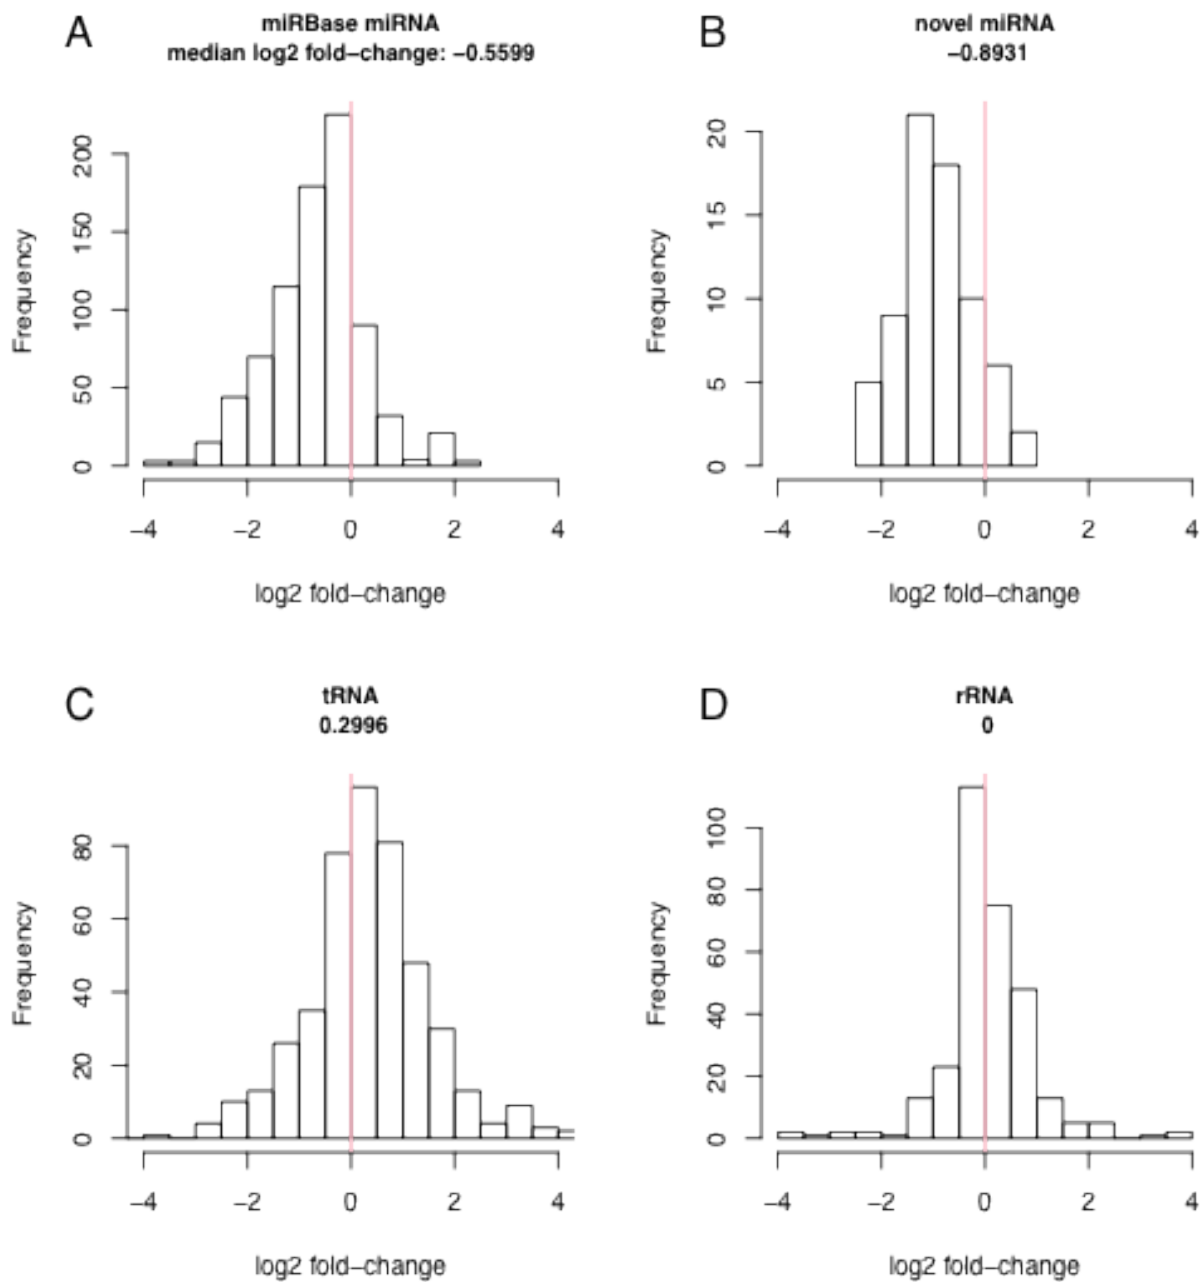 A
miRBase miRNA
median log2 fold−change: −0.5599
Frequency
200
150
100
50
0
−4 −2 0 2 4
log2 fold−change
B
novel miRNA
−0.8931
Frequency
20
15
10
5
0
−4 −2 0 2 4
log2 fold−change
C
tRNA
0.2996
Frequency
80
60
40
20
0
−4 −2 0 2 4
log2 fold−change
D
rRNA
0
Frequency
100
80
60
40
20
0
−4 −2 0 2 4
log2 fold−change